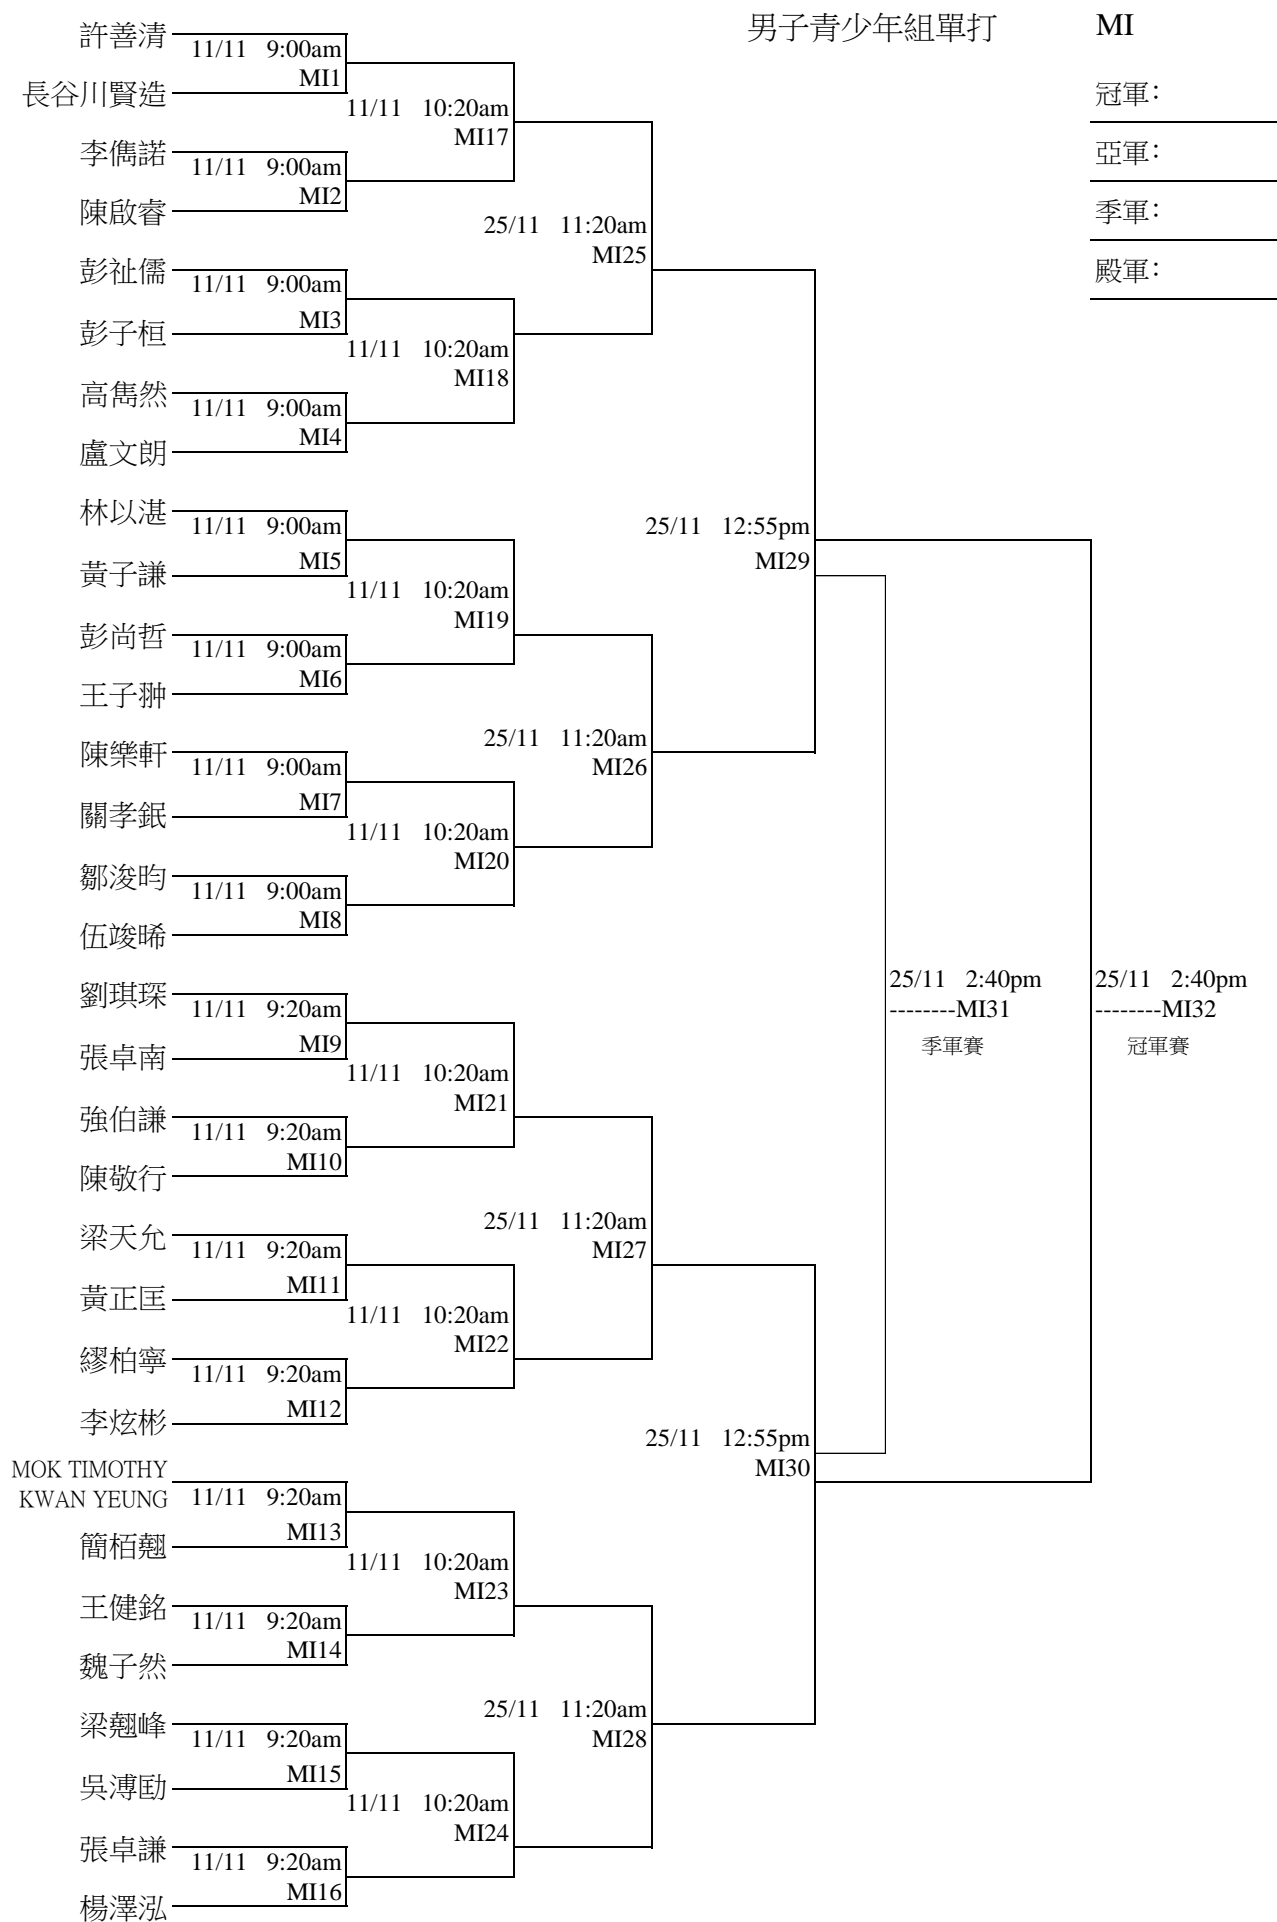 男子青少年組單打 MI
冠軍：
亞軍：
季軍：
殿軍：
許善清
11/11 9:00am
MI1
長谷川賢造
11/11 10:20am
MI17
李儁諾
11/11 9:00am
MI2
陳啟睿
25/11 11:20am
MI25
彭祉儒
11/11 9:00am
MI3
彭子桓
11/11 10:20am
MI18
高雋然
11/11 9:00am
MI4
盧文朗
林以湛
11/11 9:00am
25/11 12:55pm
MI29
MI5
黃子謙
11/11 10:20am
MI19
彭尚哲
11/11 9:00am
MI6
王子翀
25/11 11:20am
MI26
陳樂軒
11/11 9:00am
MI7
關孝鈱
11/11 10:20am
MI20
鄒浚昀
11/11 9:00am
MI8
伍竣晞
25/11 2:40pm
--------MI31
季軍賽
25/11 2:40pm
--------MI32
冠軍賽
劉琪琛
11/11 9:20am
MI9
張卓南
11/11 10:20am
MI21
強伯謙
11/11 9:20am
MI10
陳敬行
25/11 11:20am
MI27
梁天允
11/11 9:20am
MI11
黃正匡
11/11 10:20am
MI22
繆柏寧
11/11 9:20am
MI12
李炫彬
25/11 12:55pm
MI30
MOK TIMOTHY
KWAN YEUNG
11/11 9:20am
MI13
簡栢翹
11/11 10:20am
MI23
王健銘
11/11 9:20am
MI14
魏子然
25/11 11:20am
MI28
梁翹峰
11/11 9:20am
MI15
吳溥劻
11/11 10:20am
MI24
張卓謙
11/11 9:20am
MI16
楊澤泓